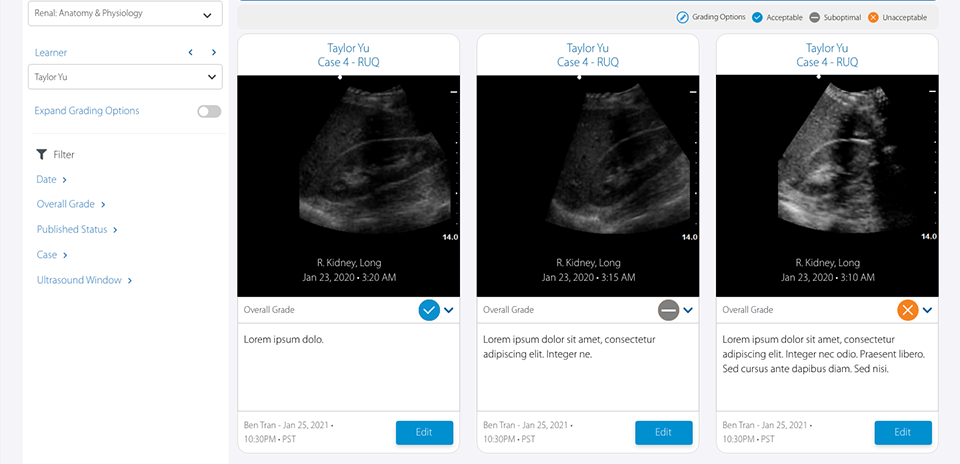 Renal: Anatomy & Physiology
Learner
Taylor Yu
Expand Grading Options
Filter
Date
Overall Grade
Published Status
Case
Ultrasound Window
Grading Options Acceptable Suboptimal Unacceptable
Taylor Yu
Case 4 - RUQ
14.0
R. Kidney, Long
Jan 23, 2020 • 3:20 AM
Overall Grade
Lorem ipsum dolo.
Ben Tran - Jan 25, 2021 •
10:30PM • PST
Edit
Taylor Yu
Case 4 - RUQ
14.0
R. Kidney, Long
Jan 23, 2020 • 3:15 AM
Overall Grade
Lorem ipsum dolor sit amet, consectetur
adipiscing elit. Integer ne.
Ben Tran - Jan 25, 2021 •
10:30PM • PST
Edit
Taylor Yu
Case 4 - RUQ
14.0
R. Kidney, Long
Jan 23, 2020 • 3:10 AM
Overall Grade
Lorem ipsum dolor sit amet, consectetur
adipiscing elit. Integer nec odio. Praesent libero.
Sed cursus ante dapibus diam. Sed nisi.
Ben Tran - Jan 25, 2021 •
10:30PM • PST
Edit